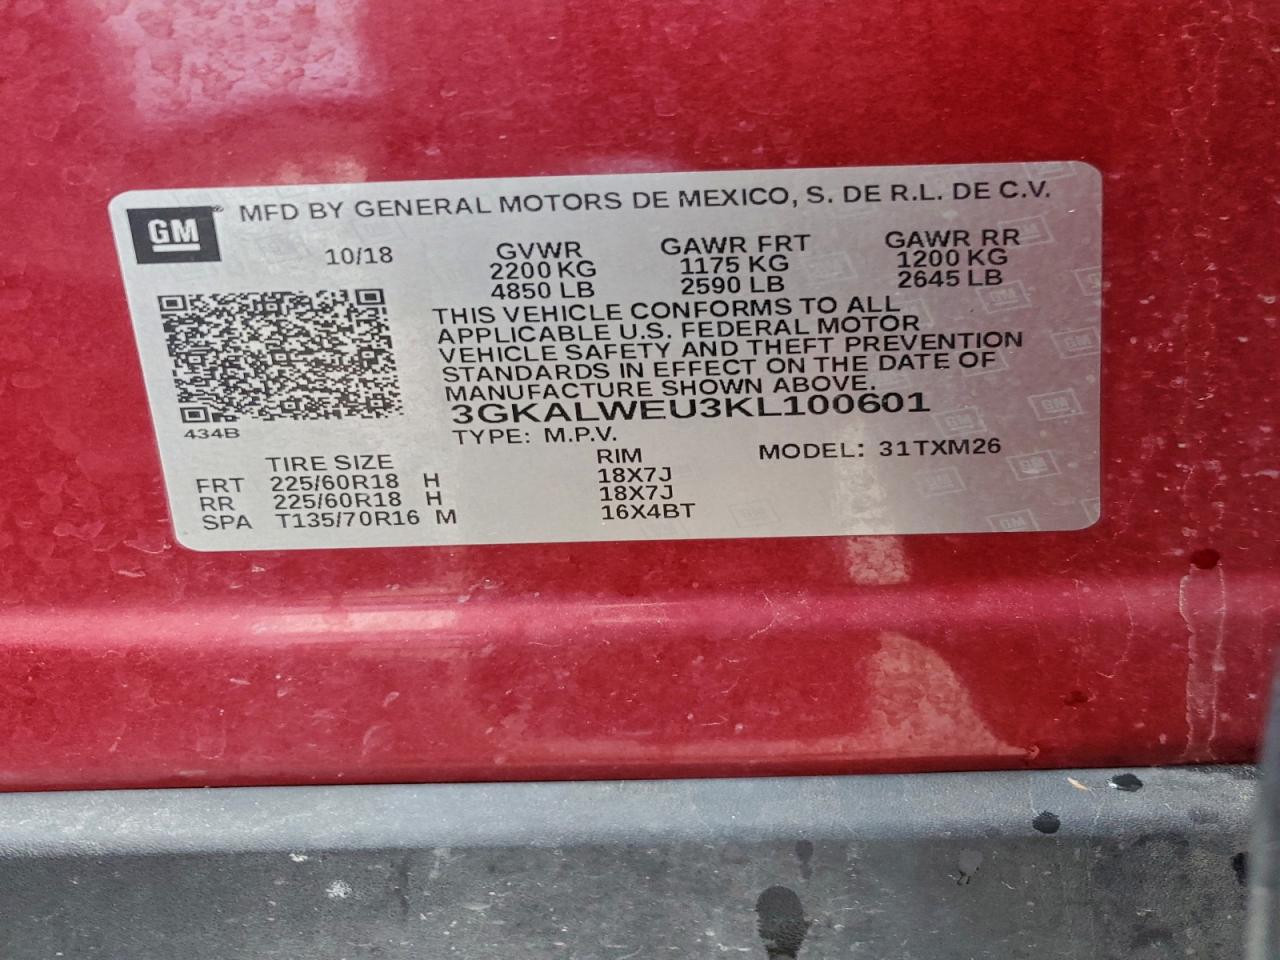 GM MFD BY GENERAL MOTORS DE MEXICO, S. DE R.L. DE C.V.
10/18 GVWR GAWR FRT GAWR RR
2200 KG 1175 KG 1200 KG
4850 LB 2590 LB 2645 LB
THIS VEHICLE CONFORMS TO ALL
APPLICABLE U.S. FEDERAL MOTOR
VEHICLE SAFETY AND THEFT PREVENTION
STANDARDS IN EFFECT ON THE DATE OF
MANUFACTURE SHOWN ABOVE.
3GKALWEU3KL100601
434B
TYPE: M.P.V.
MODEL: 31TXM26
TIRE SIZE RIM
FRT 225/60R18 H 18X7J
RR 225/60R18 H 18X7J
SPA T135/70R16 M 16X4BT